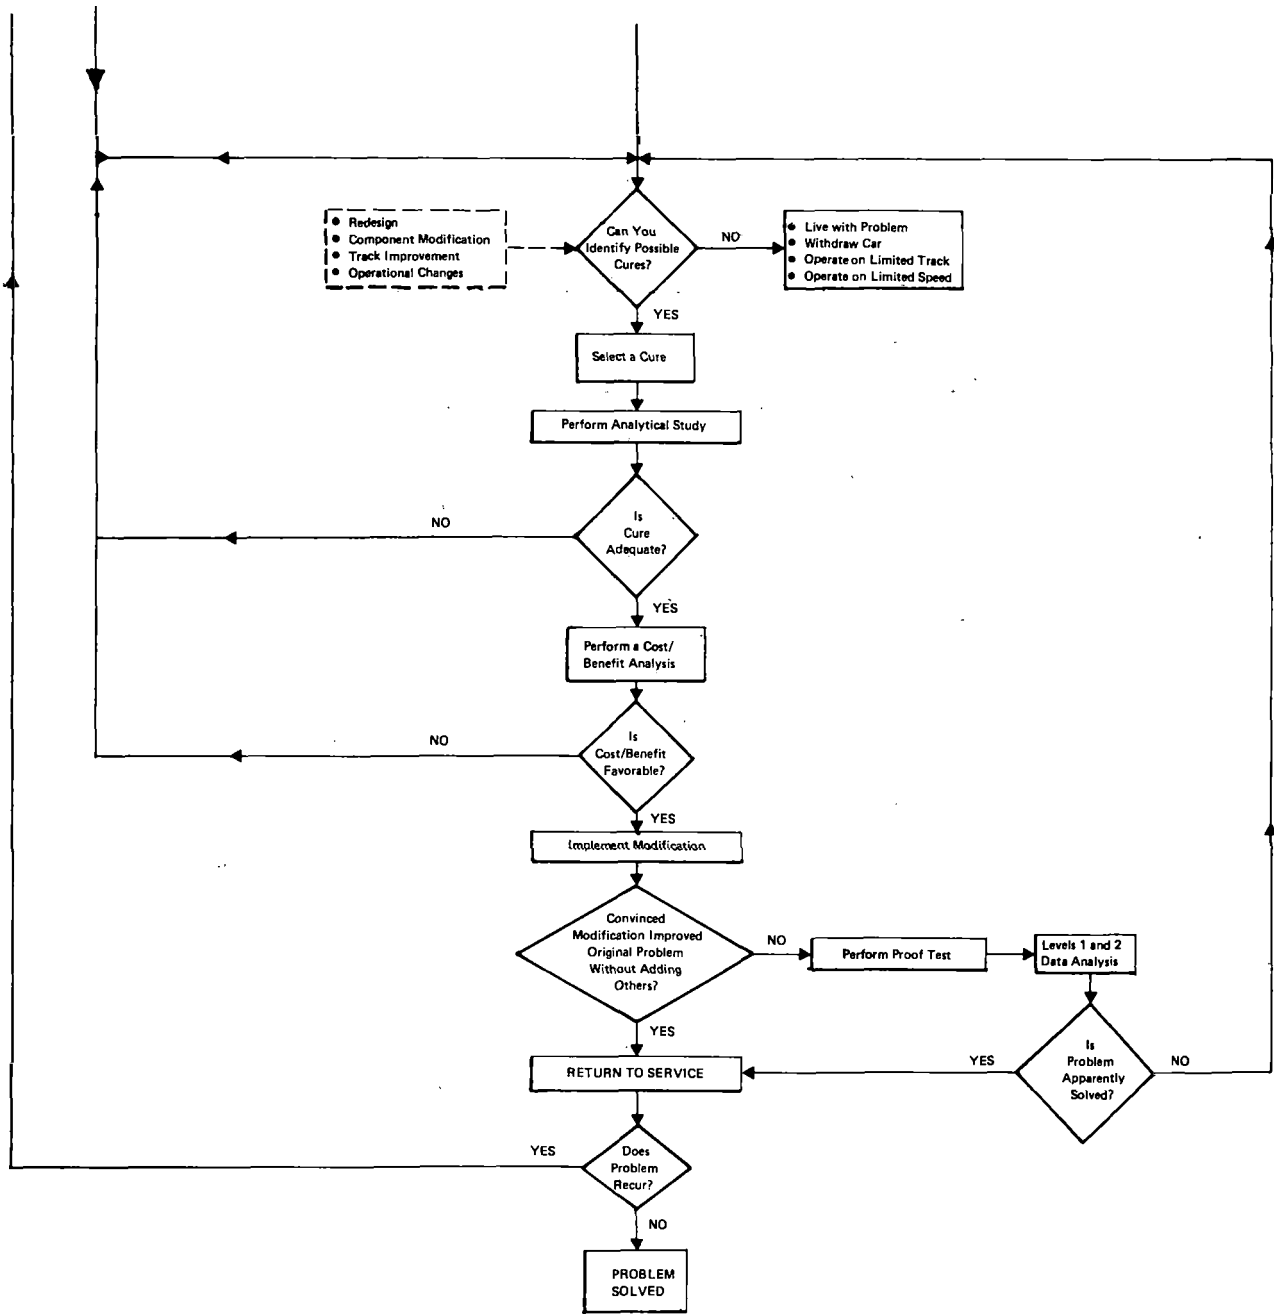 ● Redesign
● Component Modification
● Track Improvement
● Operational Changes
Can You
Identify Possible
Cures?
NO
● Live with Problem
● Withdraw Car
● Operate on Limited Track
● Operate on Limited Speed
YES
Select a Cure
Perform Analytical Study
Is
Cure
Adequate?
NO
YES
Perform a Cost/
Benefit Analysis
Is
Cost/Benefit
Favorable?
NO
YES
Implement Modification
Convinced
Modification Improved
Original Problem
Without Adding
Others?
NO
Perform Proof Test
Levels 1 and 2
Data Analysis
YES
RETURN TO SERVICE
YES
Is
Problem
Apparently
Solved?
NO
YES
Does
Problem
Recur?
NO
PROBLEM
SOLVED